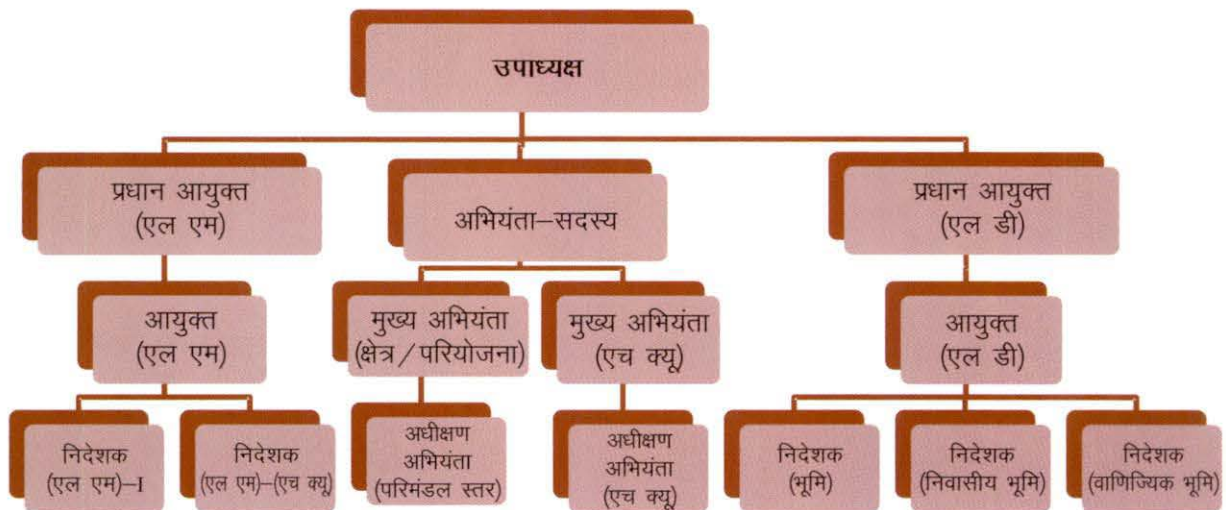 उपाध्यक्ष
प्रधान आयुक्त
(एल एम)
अभियंता–सदस्य
प्रधान आयुक्त
(एल डी)
आयुक्त
(एल एम)
मुख्य अभियंता
(क्षेत्र/परियोजना)
मुख्य अभियंता
(एच क्यू)
आयुक्त
(एल डी)
निदेशक
(एल एम)–I
निदेशक
(एल एम)–(एच क्यू)
अधीक्षण
अभियंता
(परिमंडल स्तर)
अधीक्षण
अभियंता
(एच क्यू)
निदेशक
(भूमि)
निदेशक
(निवासीय भूमि)
निदेशक
(वाणिज्यिक भूमि)